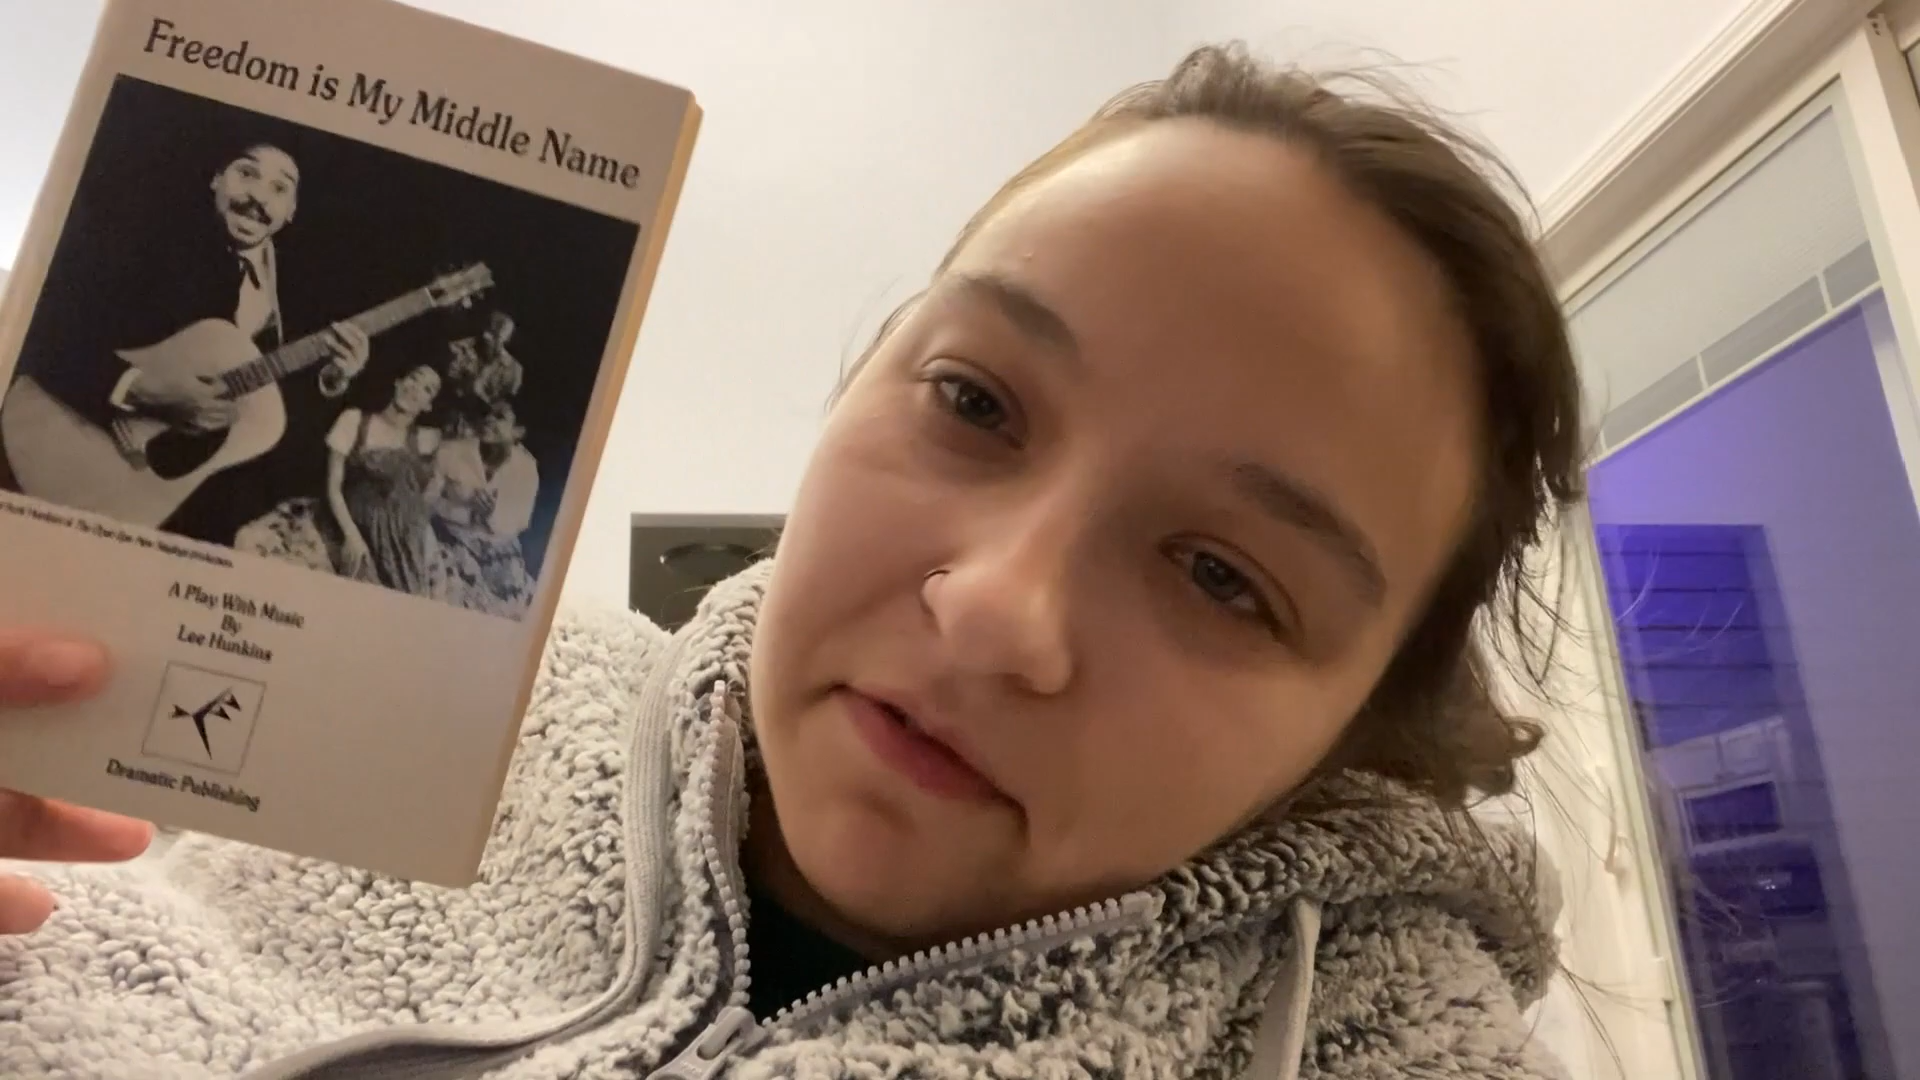 Freedom is My Middle Name
A Play With Music
By
Lee Hunkins
Dramatic Publishing